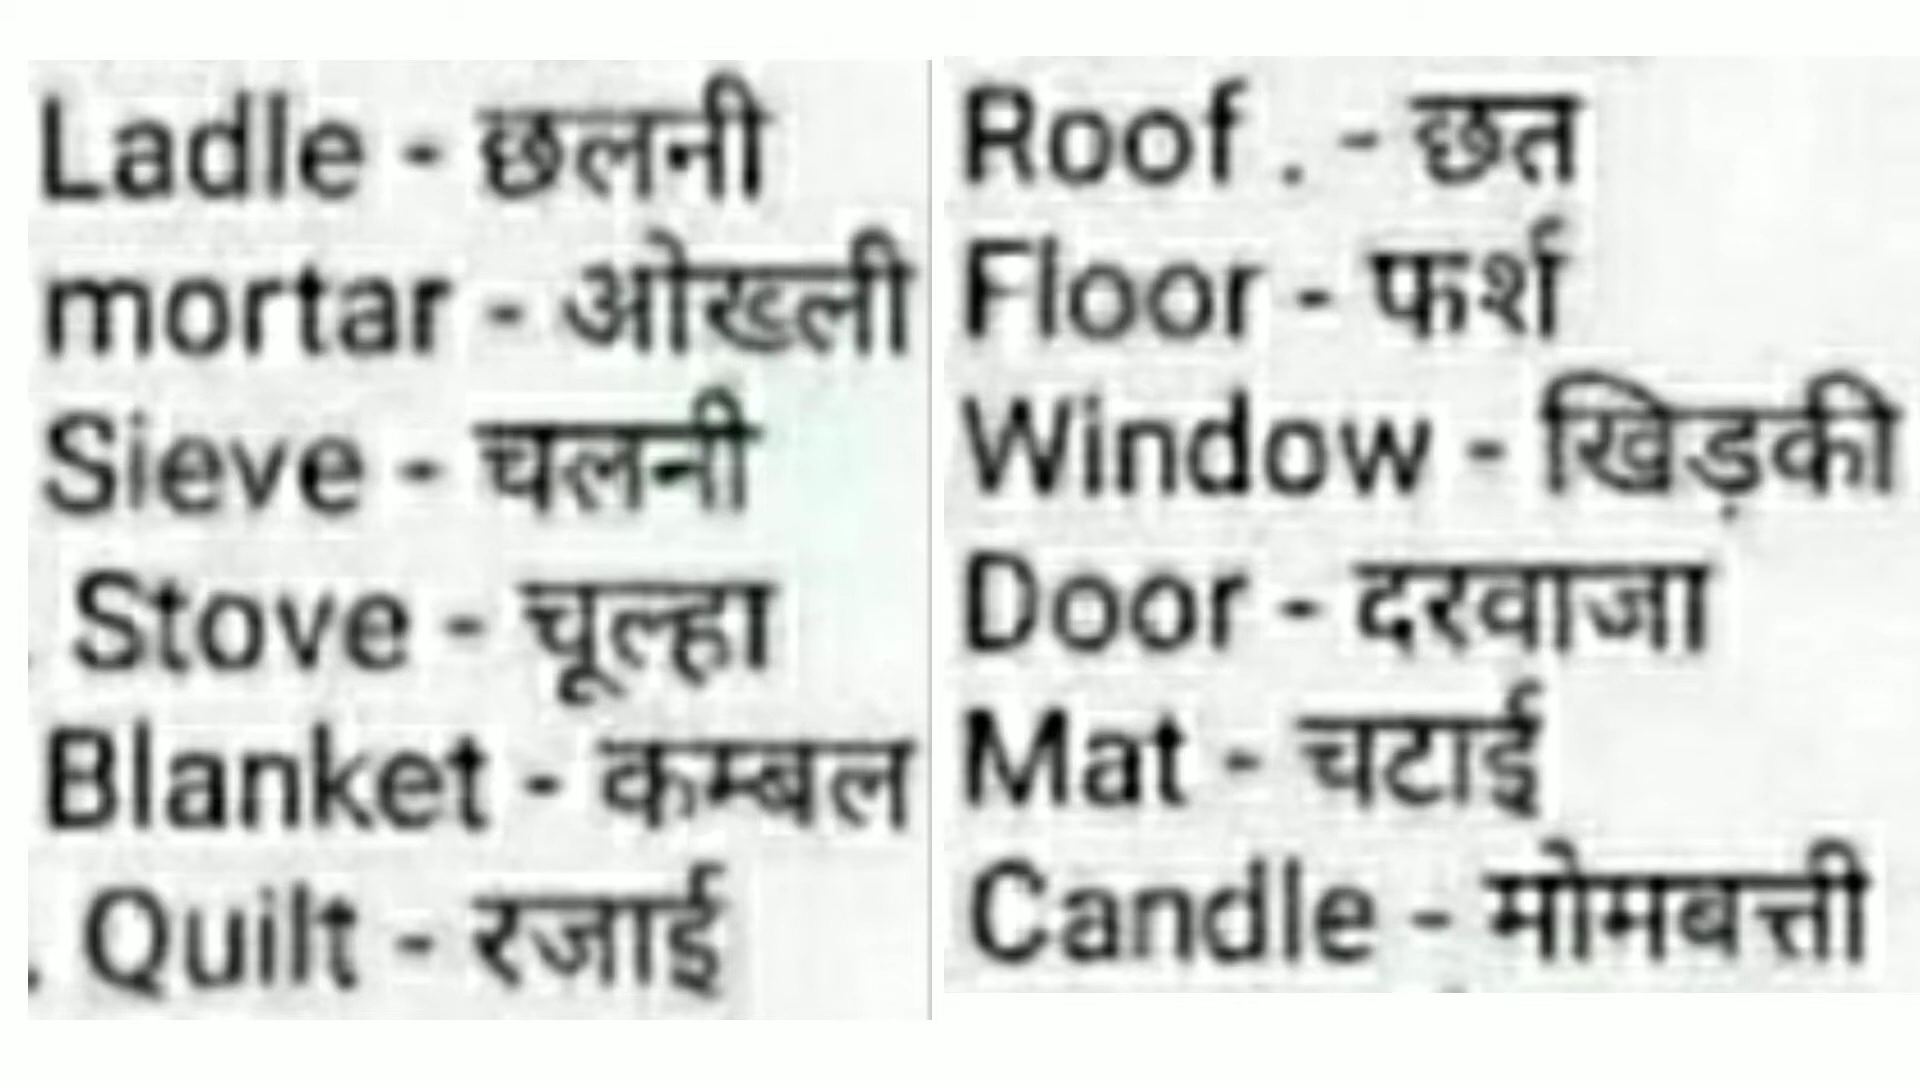 Ladle - छलनी
mortar - ओख्ली
Sieve - चलनी
. Stove - चूल्हा
Blanket - कम्बल
. Quilt - रजाई
Roof . - छत
Floor - फर्श
Window - खिड़की
Door - दरवाजा
Mat - चटाई
Candle - मोमबत्ती